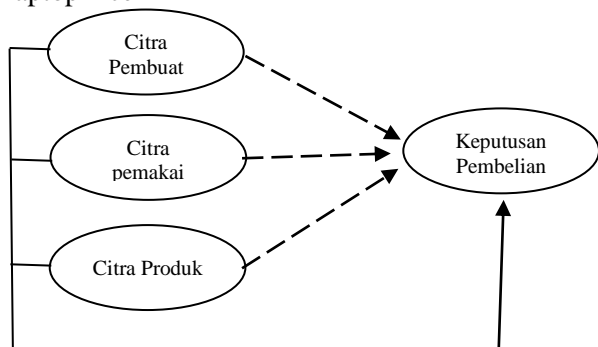 Citra
Pembuat
Citra
pemakai
Citra Produk
Keputusan
Pembelian